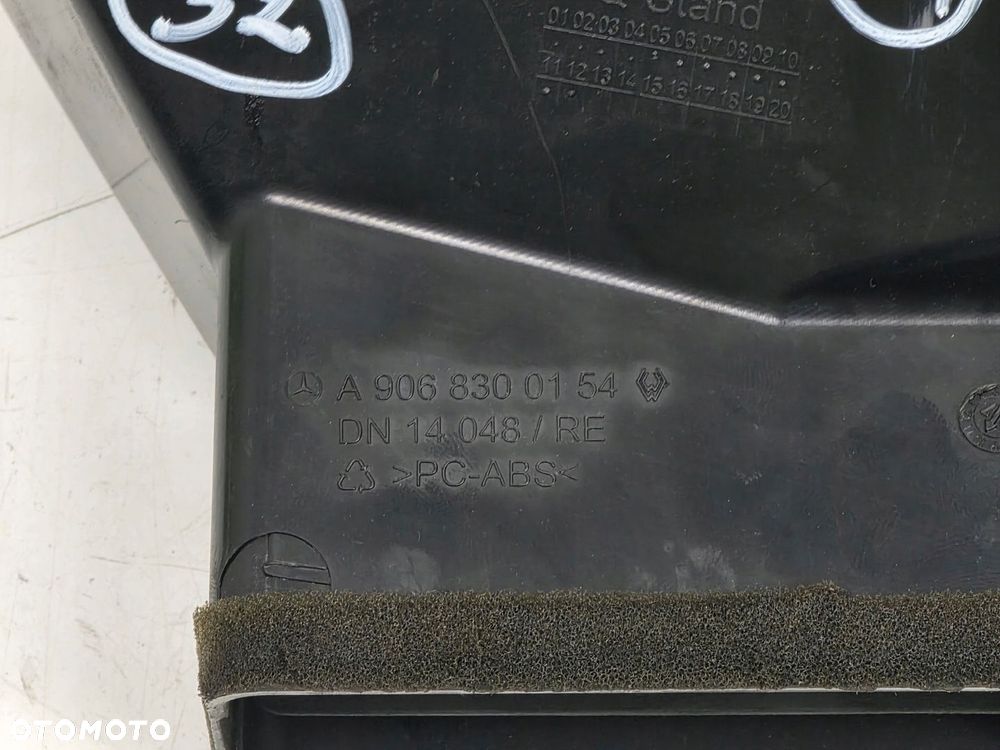 32
Stand
01 02 03 04 05 06 07 08 09 10
11 12 13 14 15 16 17 18 19 20
A 906 830 01 54
DN 14 048 / RE
>PC-ABS<
OTOMOTO